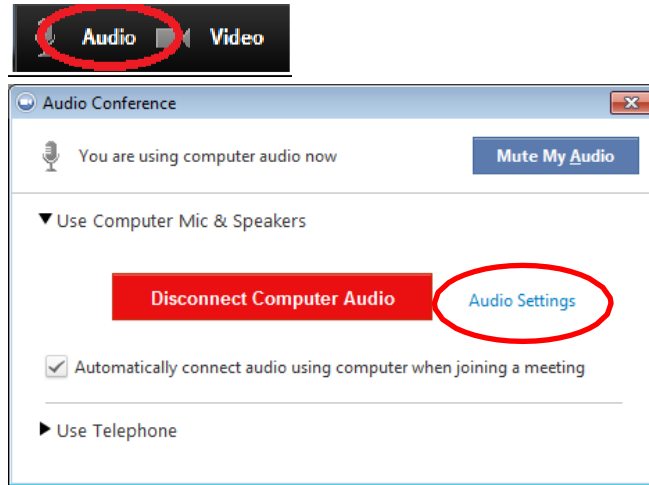 Audio Video
Audio Conference
You are using computer audio now Mute My Audio
Use Computer Mic & Speakers
Disconnect Computer Audio Audio Settings
Automatically connect audio using computer when joining a meeting
Use Telephone